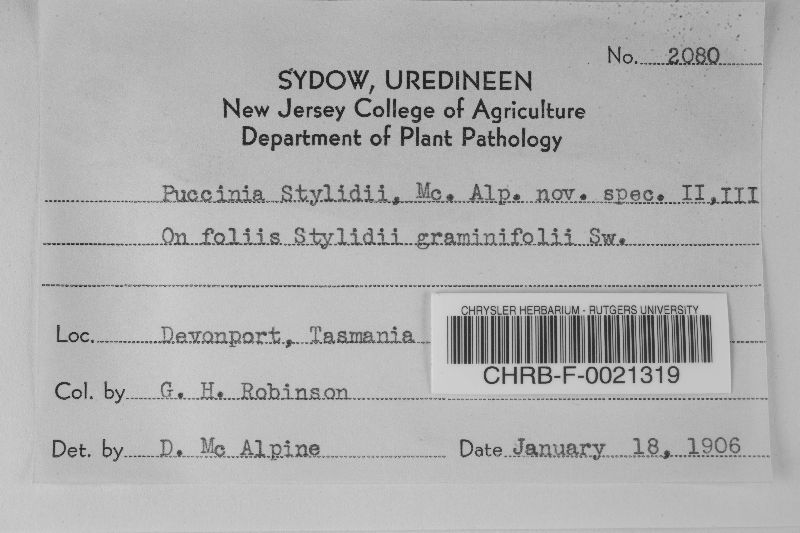 No. 2080
SYDOW, UREDINEEN
New Jersey College of Agriculture
Department of Plant Pathology
Puccinia Stylidii, Mc. Alp. nov. spec. II,III
On foliis Stylidii graminifolii Sw.
Loc. Devonport, Tasmania
CHRYSLER HERBARIUM - RUTGERS UNIVERSITY
CHRB-F-0021319
Col. by G. H. Robinson
Det. by D. Mc Alpine Date January 18, 1906